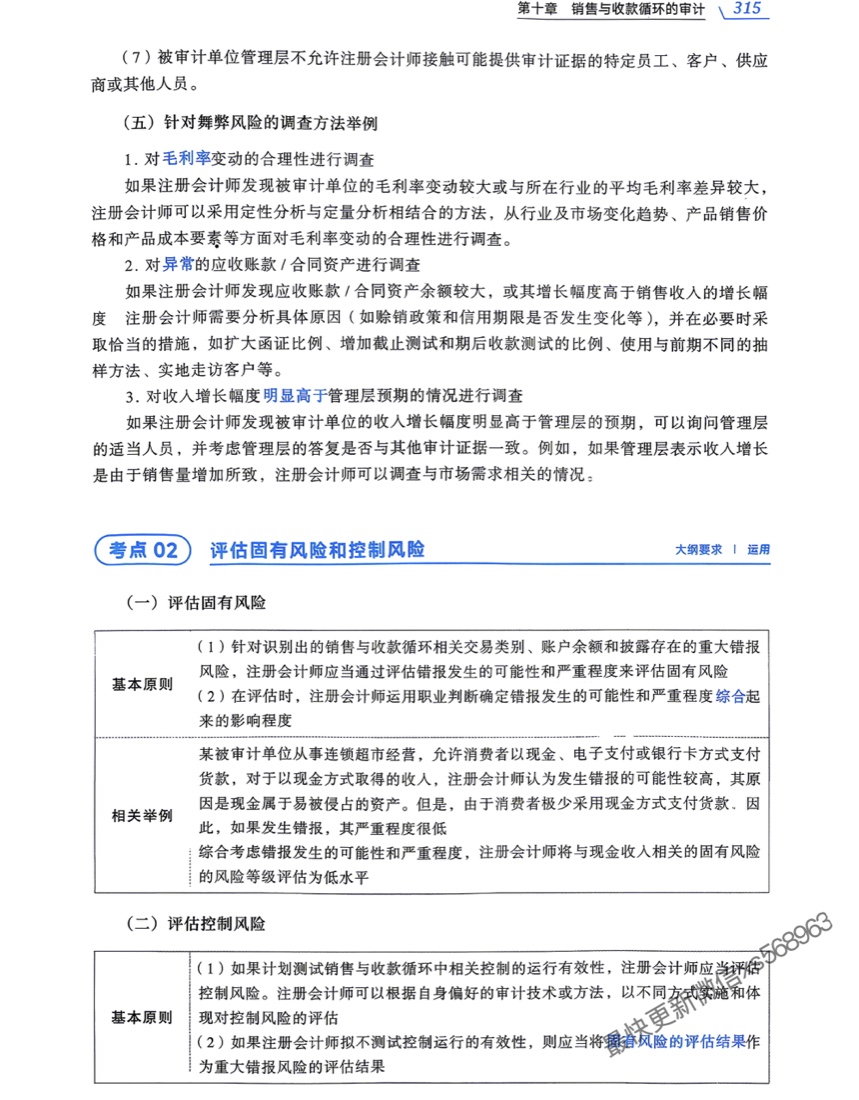 第十章 销售与收款循环的审计 315
（7）被审计单位管理层不允许注册会计师接触可能提供审计证据的特定员工、客户、供应
商或其他人员。
（五）针对舞弊风险的调查方法举例
1. 对毛利率变动的合理性进行调查
如果注册会计师发现被审计单位的毛利率变动较大或与所在行业的平均毛利率差异较大，
注册会计师可以采用定性分析与定量分析相结合的方法，从行业及市场变化趋势、产品销售价
格和产品成本要素等方面对毛利率变动的合理性进行调查。
2. 对异常的应收账款/合同资产进行调查
如果注册会计师发现应收账款/合同资产余额较大，或其增长幅度高于销售收入的增长幅
度 注册会计师需要分析具体原因（如赊销政策和信用期限是否发生变化等），并在必要时采
取恰当的措施，如扩大函证比例、增加截止测试和期后收款测试的比例、使用与前期不同的抽
样方法、实地走访客户等。
3. 对收入增长幅度明显高于管理层预期的情况进行调查
如果注册会计师发现被审计单位的收入增长幅度明显高于管理层的预期，可以询问管理层
的适当人员，并考虑管理层的答复是否与其他审计证据一致。例如，如果管理层表示收入增长
是由于销售量增加所致，注册会计师可以调查与市场需求相关的情况。
考点 02 评估固有风险和控制风险 大纲要求 | 运用
（一）评估固有风险
（1）针对识别出的销售与收款循环相关交易类别、账户余额和披露存在的重大错报
风险，注册会计师应当通过评估错报发生的可能性和严重程度来评估固有风险
基本原则
（2）在评估时，注册会计师运用职业判断确定错报发生的可能性和严重程度综合起
来的影响程度
某被审计单位从事连锁超市经营，允许消费者以现金、电子支付或银行卡方式支付
货款，对于以现金方式取得的收入，注册会计师认为发生错报的可能性较高，其原
因是现金属于易被侵占的资产。但是，由于消费者极少采用现金方式支付货款、因
相关举例
此，如果发生错报，其严重程度很低
综合考虑错报发生的可能性和严重程度，注册会计师将与现金收入相关的固有风险
的风险等级评估为低水平
（二）评估控制风险
（1）如果计划测试销售与收款循环中相关控制的运行有效性，注册会计师应当评估
控制风险。注册会计师可以根据自身偏好的审计技术或方法，以不同方式实施和体
基本原则
现对控制风险的评估
（2）如果注册会计师拟不测试控制运行的有效性，则应当将固有风险的评估结果作
为重大错报风险的评估结果
最快更新微信xs568963